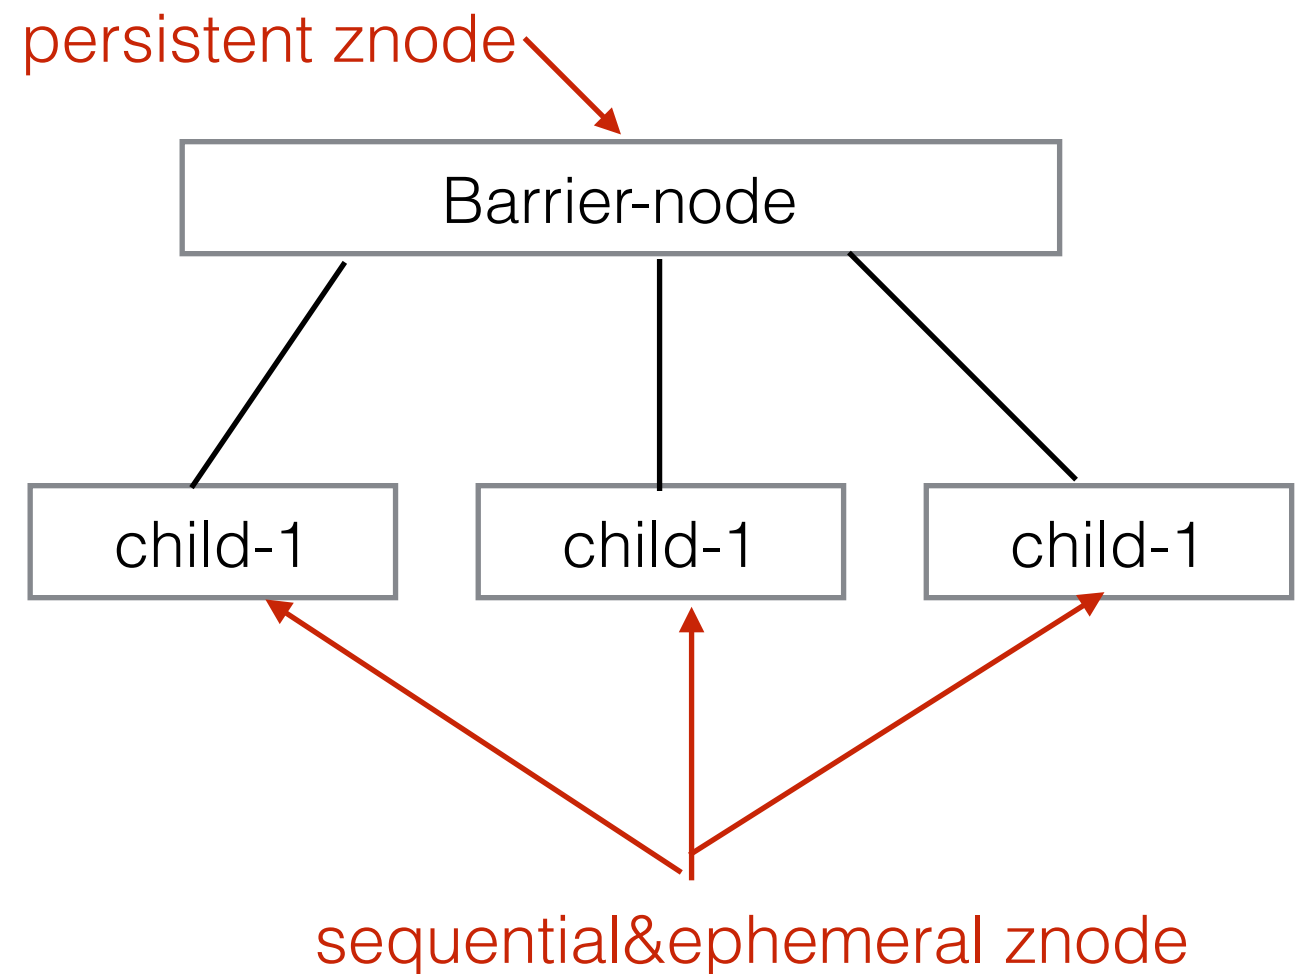 persistent znode
Barrier-node
child-1
child-1
child-1
sequential&ephemeral znode